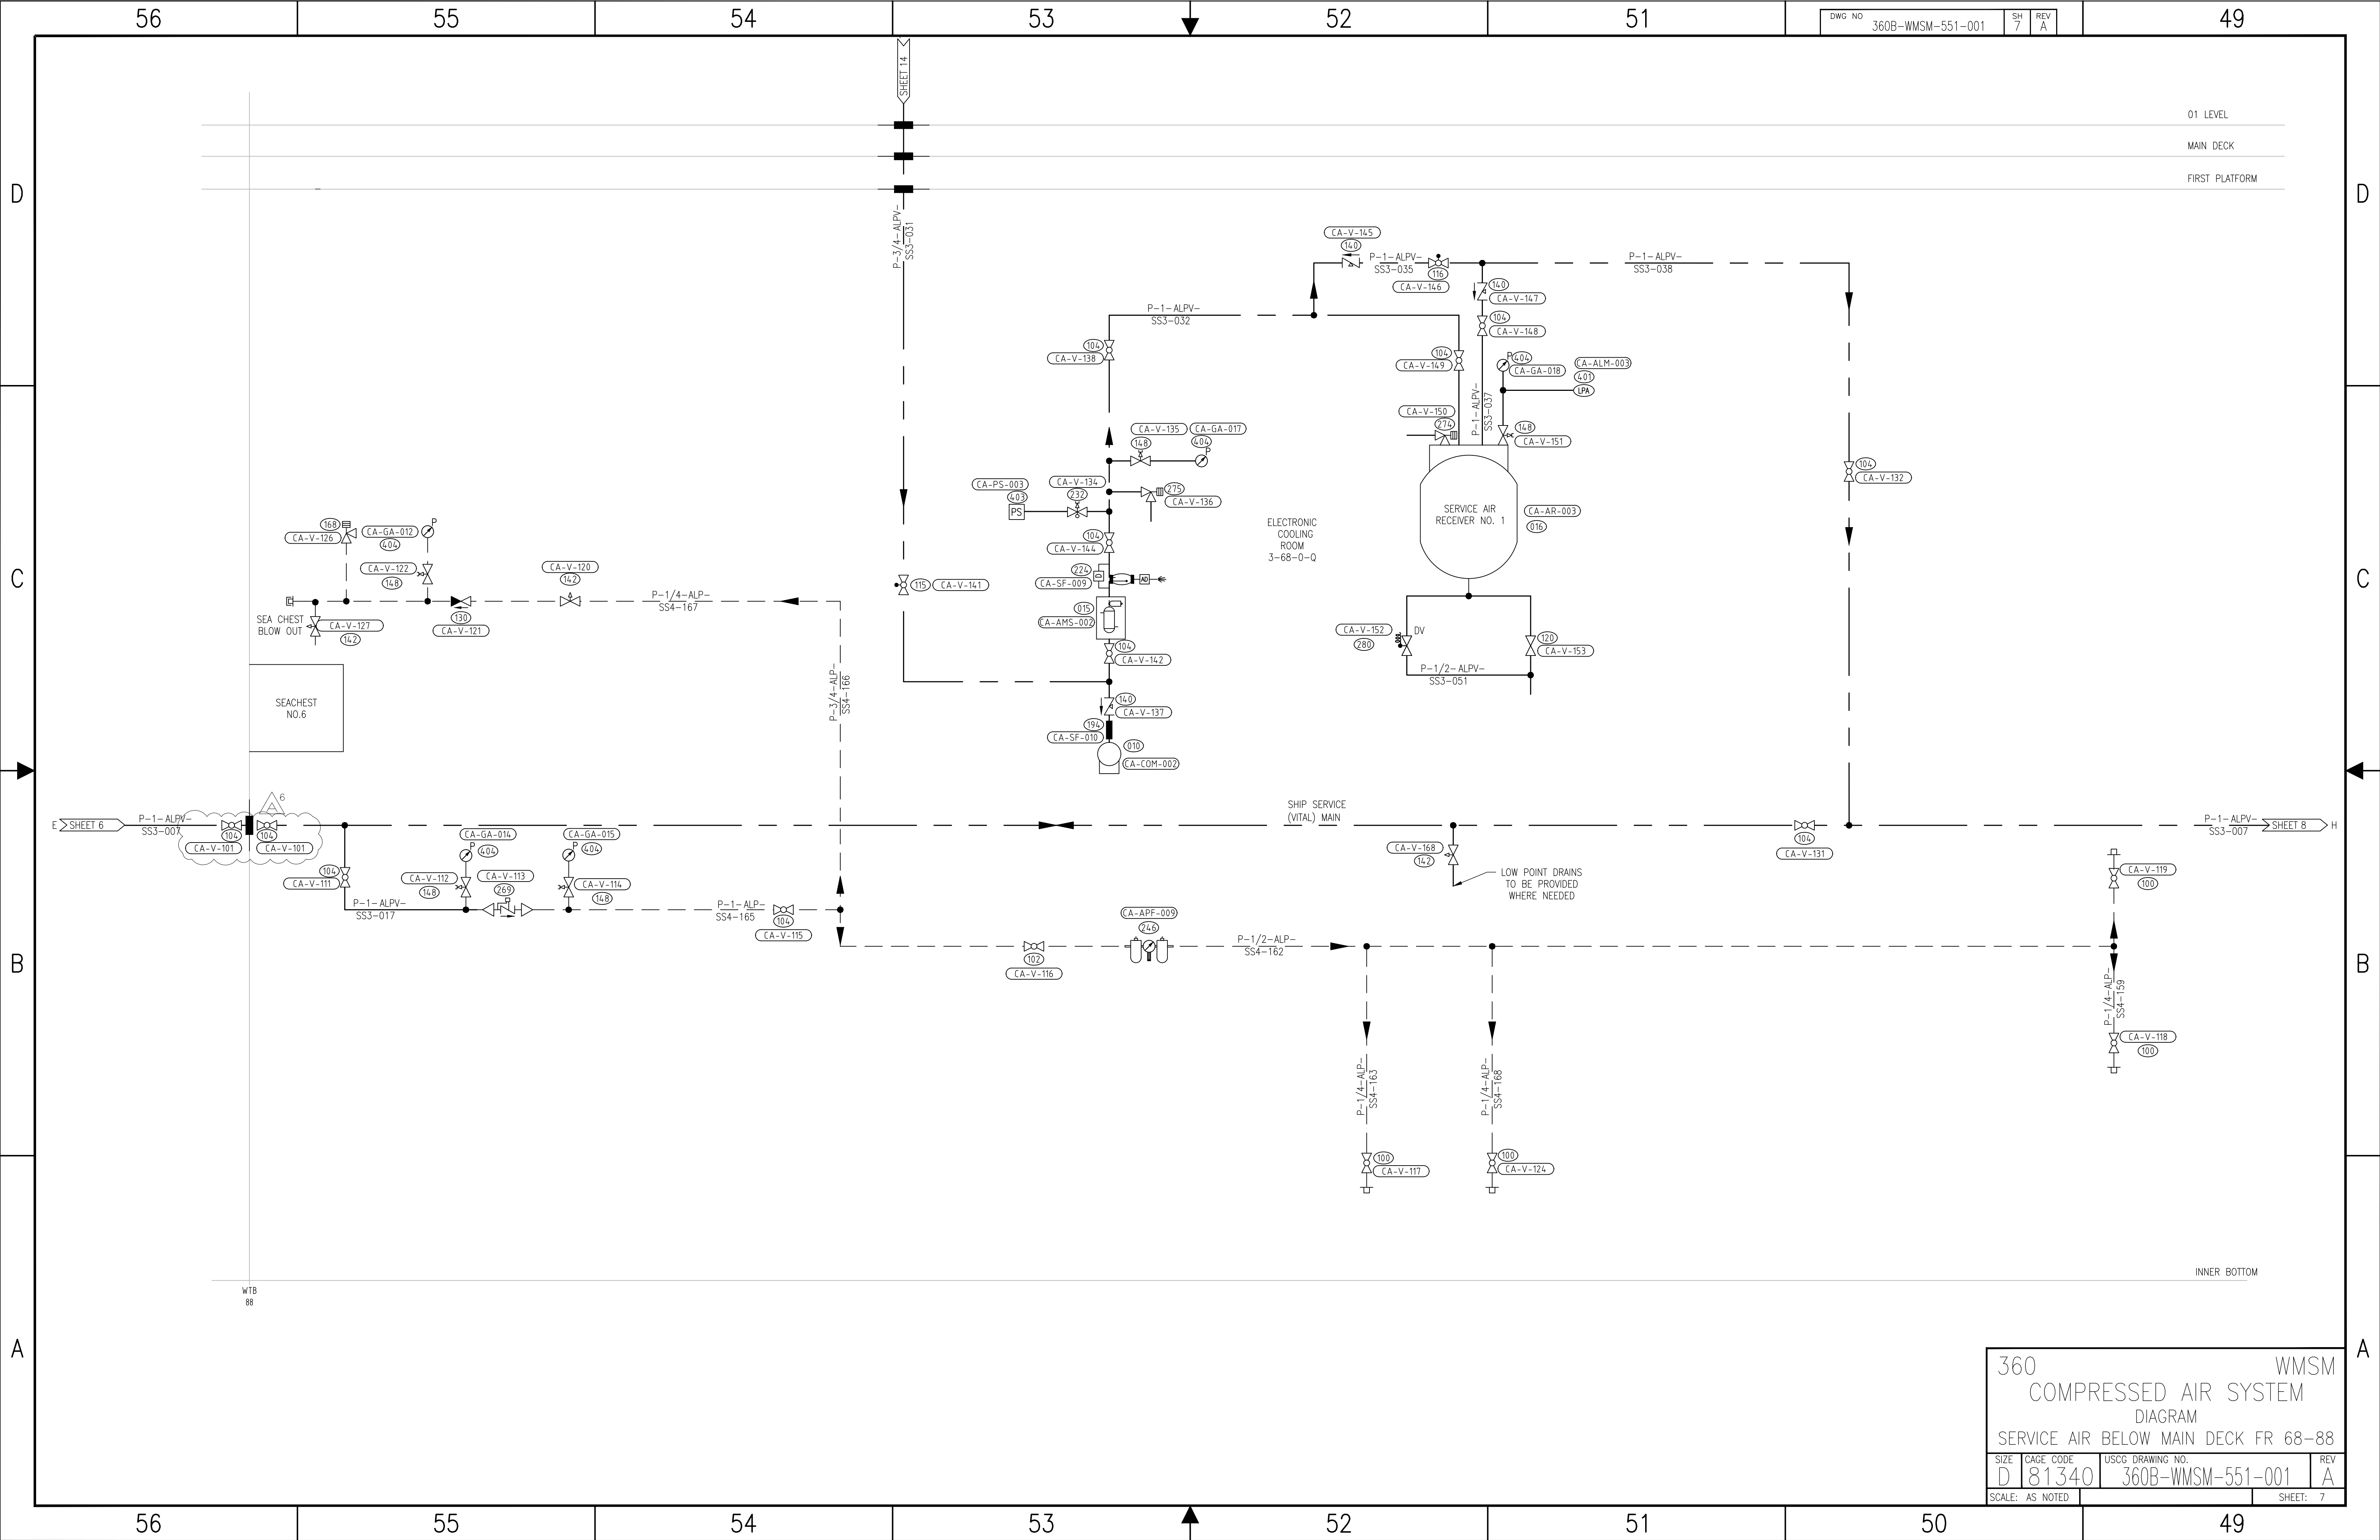 56
55
54
53
52
51
49
DWG NO
360B-WMSM-551-001
SH
7
REV
A
SHEET 14
01 LEVEL
MAIN DECK
FIRST PLATFORM
D
D
P-3/4-ALPV-
SS3-031
CA-V-145
140
P-1-ALPV-
SS3-035
116
CA-V-146
P-1-ALPV-
SS3-038
140
CA-V-147
104
CA-V-148
P-1-ALPV-
SS3-032
104
CA-V-138
104
CA-V-149
P
404
CA-GA-018
CA-ALM-003
401
LPA
P-1-ALPV-
SS3-037
CA-V-150
274
148
CA-V-151
CA-V-135
148
CA-GA-017
404
P
104
CA-V-132
CA-PS-003
403
PS
CA-V-134
232
275
CA-V-136
SERVICE AIR
RECEIVER NO. 1
CA-AR-003
016
ELECTRONIC
COOLING
ROOM
3-68-0-Q
168
CA-V-126
CA-GA-012
404
P
104
CA-V-144
CA-V-122
148
CA-V-120
142
C
C
224
CA-SF-009
D
AD
115
CA-V-141
P-1/4-ALP-
SS4-167
015
CA-AMS-002
SEA CHEST
BLOW OUT
CA-V-127
142
130
CA-V-121
CA-V-152
280
DV
120
CA-V-153
104
CA-V-142
P-1/2-ALPV-
SS3-051
P-3/4-ALP-
SS4-166
SEACHEST
NO.6
140
CA-V-137
194
CA-SF-010
010
CA-COM-002
A
6
SHIP SERVICE
(VITAL) MAIN
E
SHEET 6
P-1-ALPV-
SS3-007
104
104
CA-V-101
CA-V-101
CA-GA-014
P
404
CA-GA-015
P
404
CA-V-168
142
104
CA-V-131
P-1-ALPV-
SS3-007
SHEET 8
H
104
CA-V-111
CA-V-112
148
CA-V-113
269
CA-V-114
148
LOW POINT DRAINS
TO BE PROVIDED
WHERE NEEDED
CA-V-119
100
P-1-ALPV-
SS3-017
P-1-ALP-
SS4-165
104
CA-V-115
CA-APF-009
246
P-1/2-ALP-
SS4-162
B
B
102
CA-V-116
P-1/4-ALP-
SS4-159
CA-V-118
100
P-1/4-ALP-
SS4-163
P-1/4-ALP-
SS4-168
100
CA-V-117
100
CA-V-124
INNER BOTTOM
WTB
88
A
A
360
WMSM
COMPRESSED AIR SYSTEM
DIAGRAM
SERVICE AIR BELOW MAIN DECK FR 68-88
SIZE
D
CAGE CODE
81340
USCG DRAWING NO.
360B-WMSM-551-001
REV
A
SCALE: AS NOTED
SHEET: 7
56
55
54
53
52
51
50
49